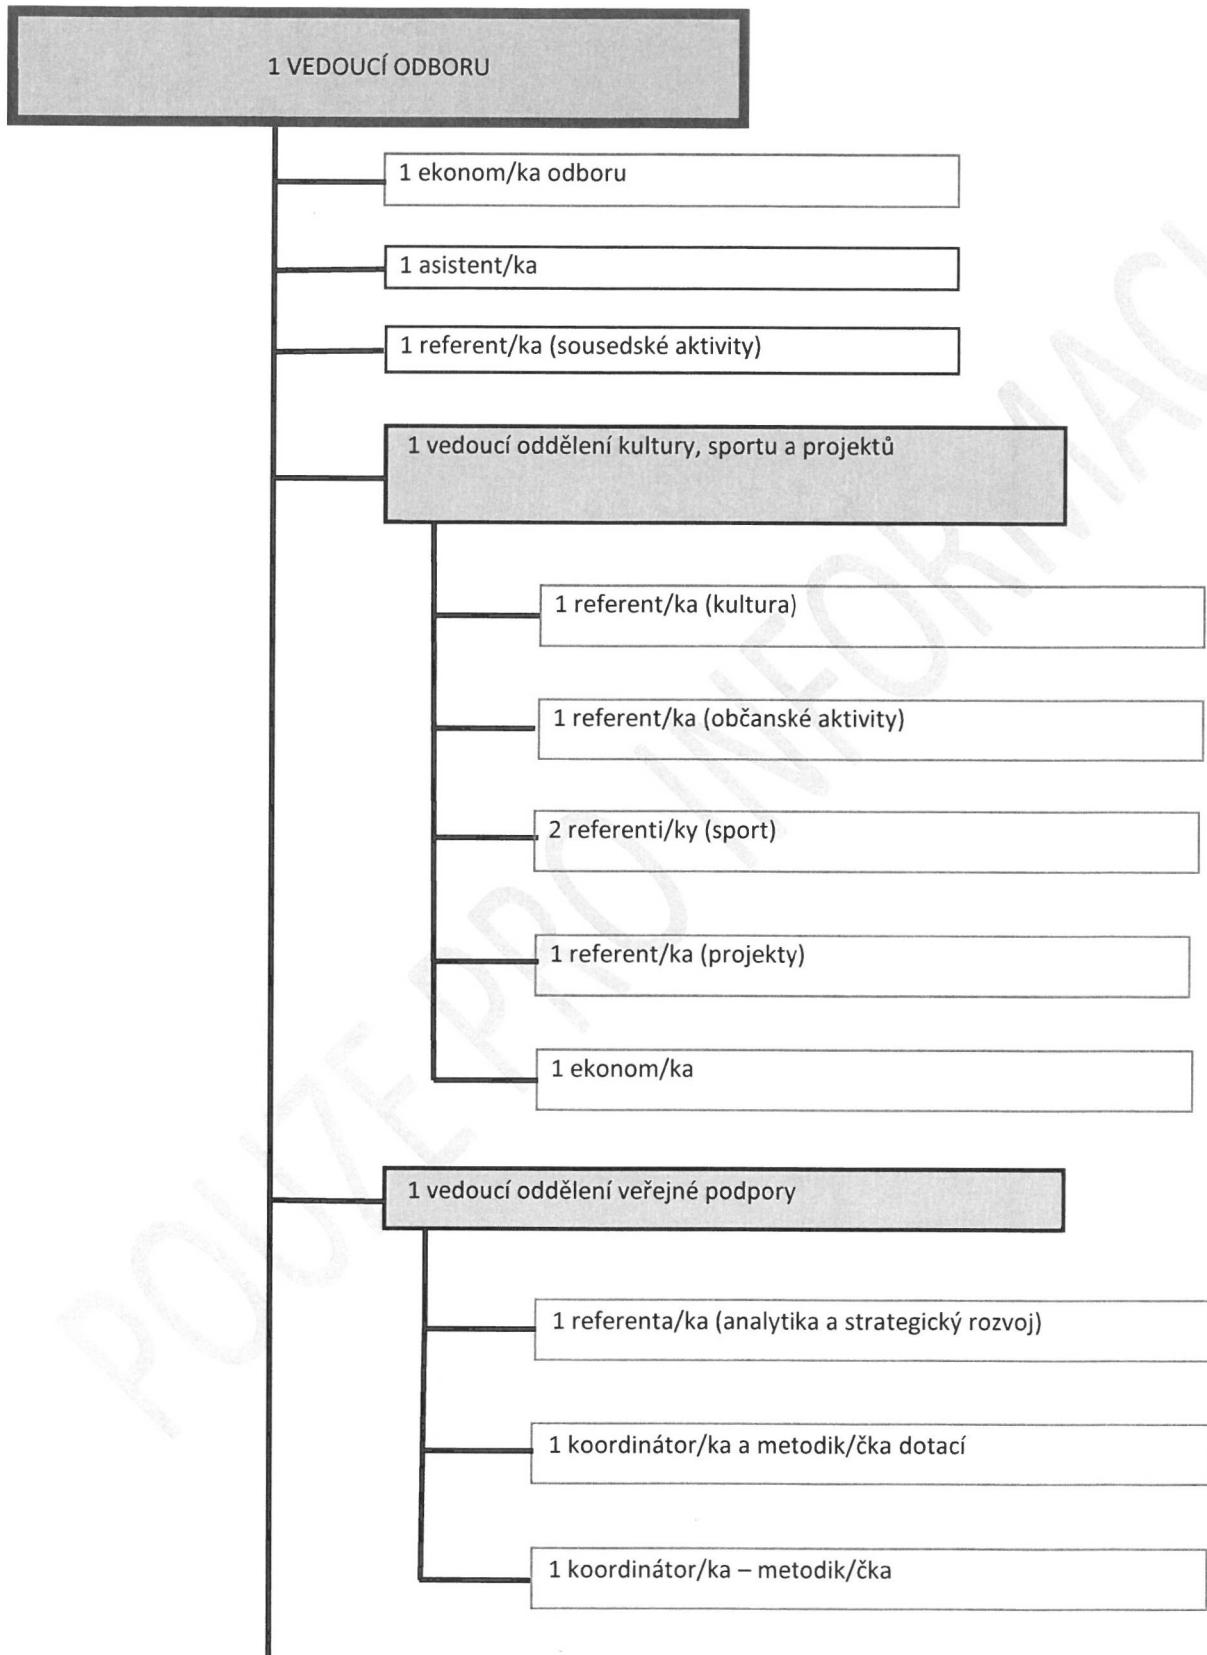 1 VEDOUCÍ ODBORU
1 ekonom/ka odboru
1 asistent/ka
1 referent/ka (sousedské aktivity)
1 vedoucí oddělení kultury, sportu a projektů
1 referent/ka (kultura)
1 referent/ka (občanské aktivity)
2 referenti/ky (sport)
1 referent/ka (projekty)
1 ekonom/ka
1 vedoucí oddělení veřejné podpory
1 referenta/ka (analytika a strategický rozvoj)
1 koordinátor/ka a metodik/čka dotací
1 koordinátor/ka – metodik/čka
POUZE PRO INFORMACI